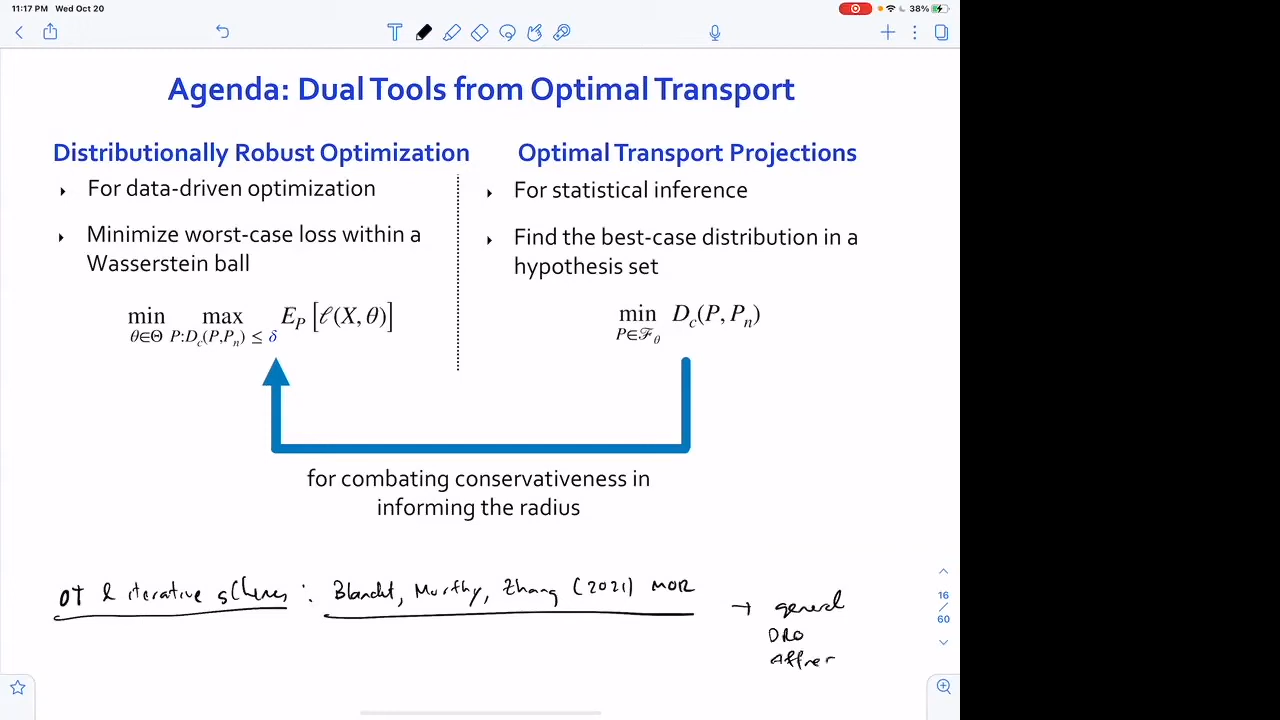 11:17 PM Wed Oct 20
38%
Agenda: Dual Tools from Optimal Transport
Distributionally Robust Optimization
‣ For data-driven optimization
‣ Minimize worst-case loss within a
Wasserstein ball
min max E_P [ℓ(X, θ)]
θ∈Θ P:D_c(P,P_n) ≤ δ
Optimal Transport Projections
‣ For statistical inference
‣ Find the best-case distribution in a
hypothesis set
min D_c(P, P_n)
P∈ℱ_θ
for combating conservativeness in
informing the radius
OT & iterative schemes : Blanchet, Murthy, Zhang (2021) MOR
→ general
DRO
Affine
16
/
60